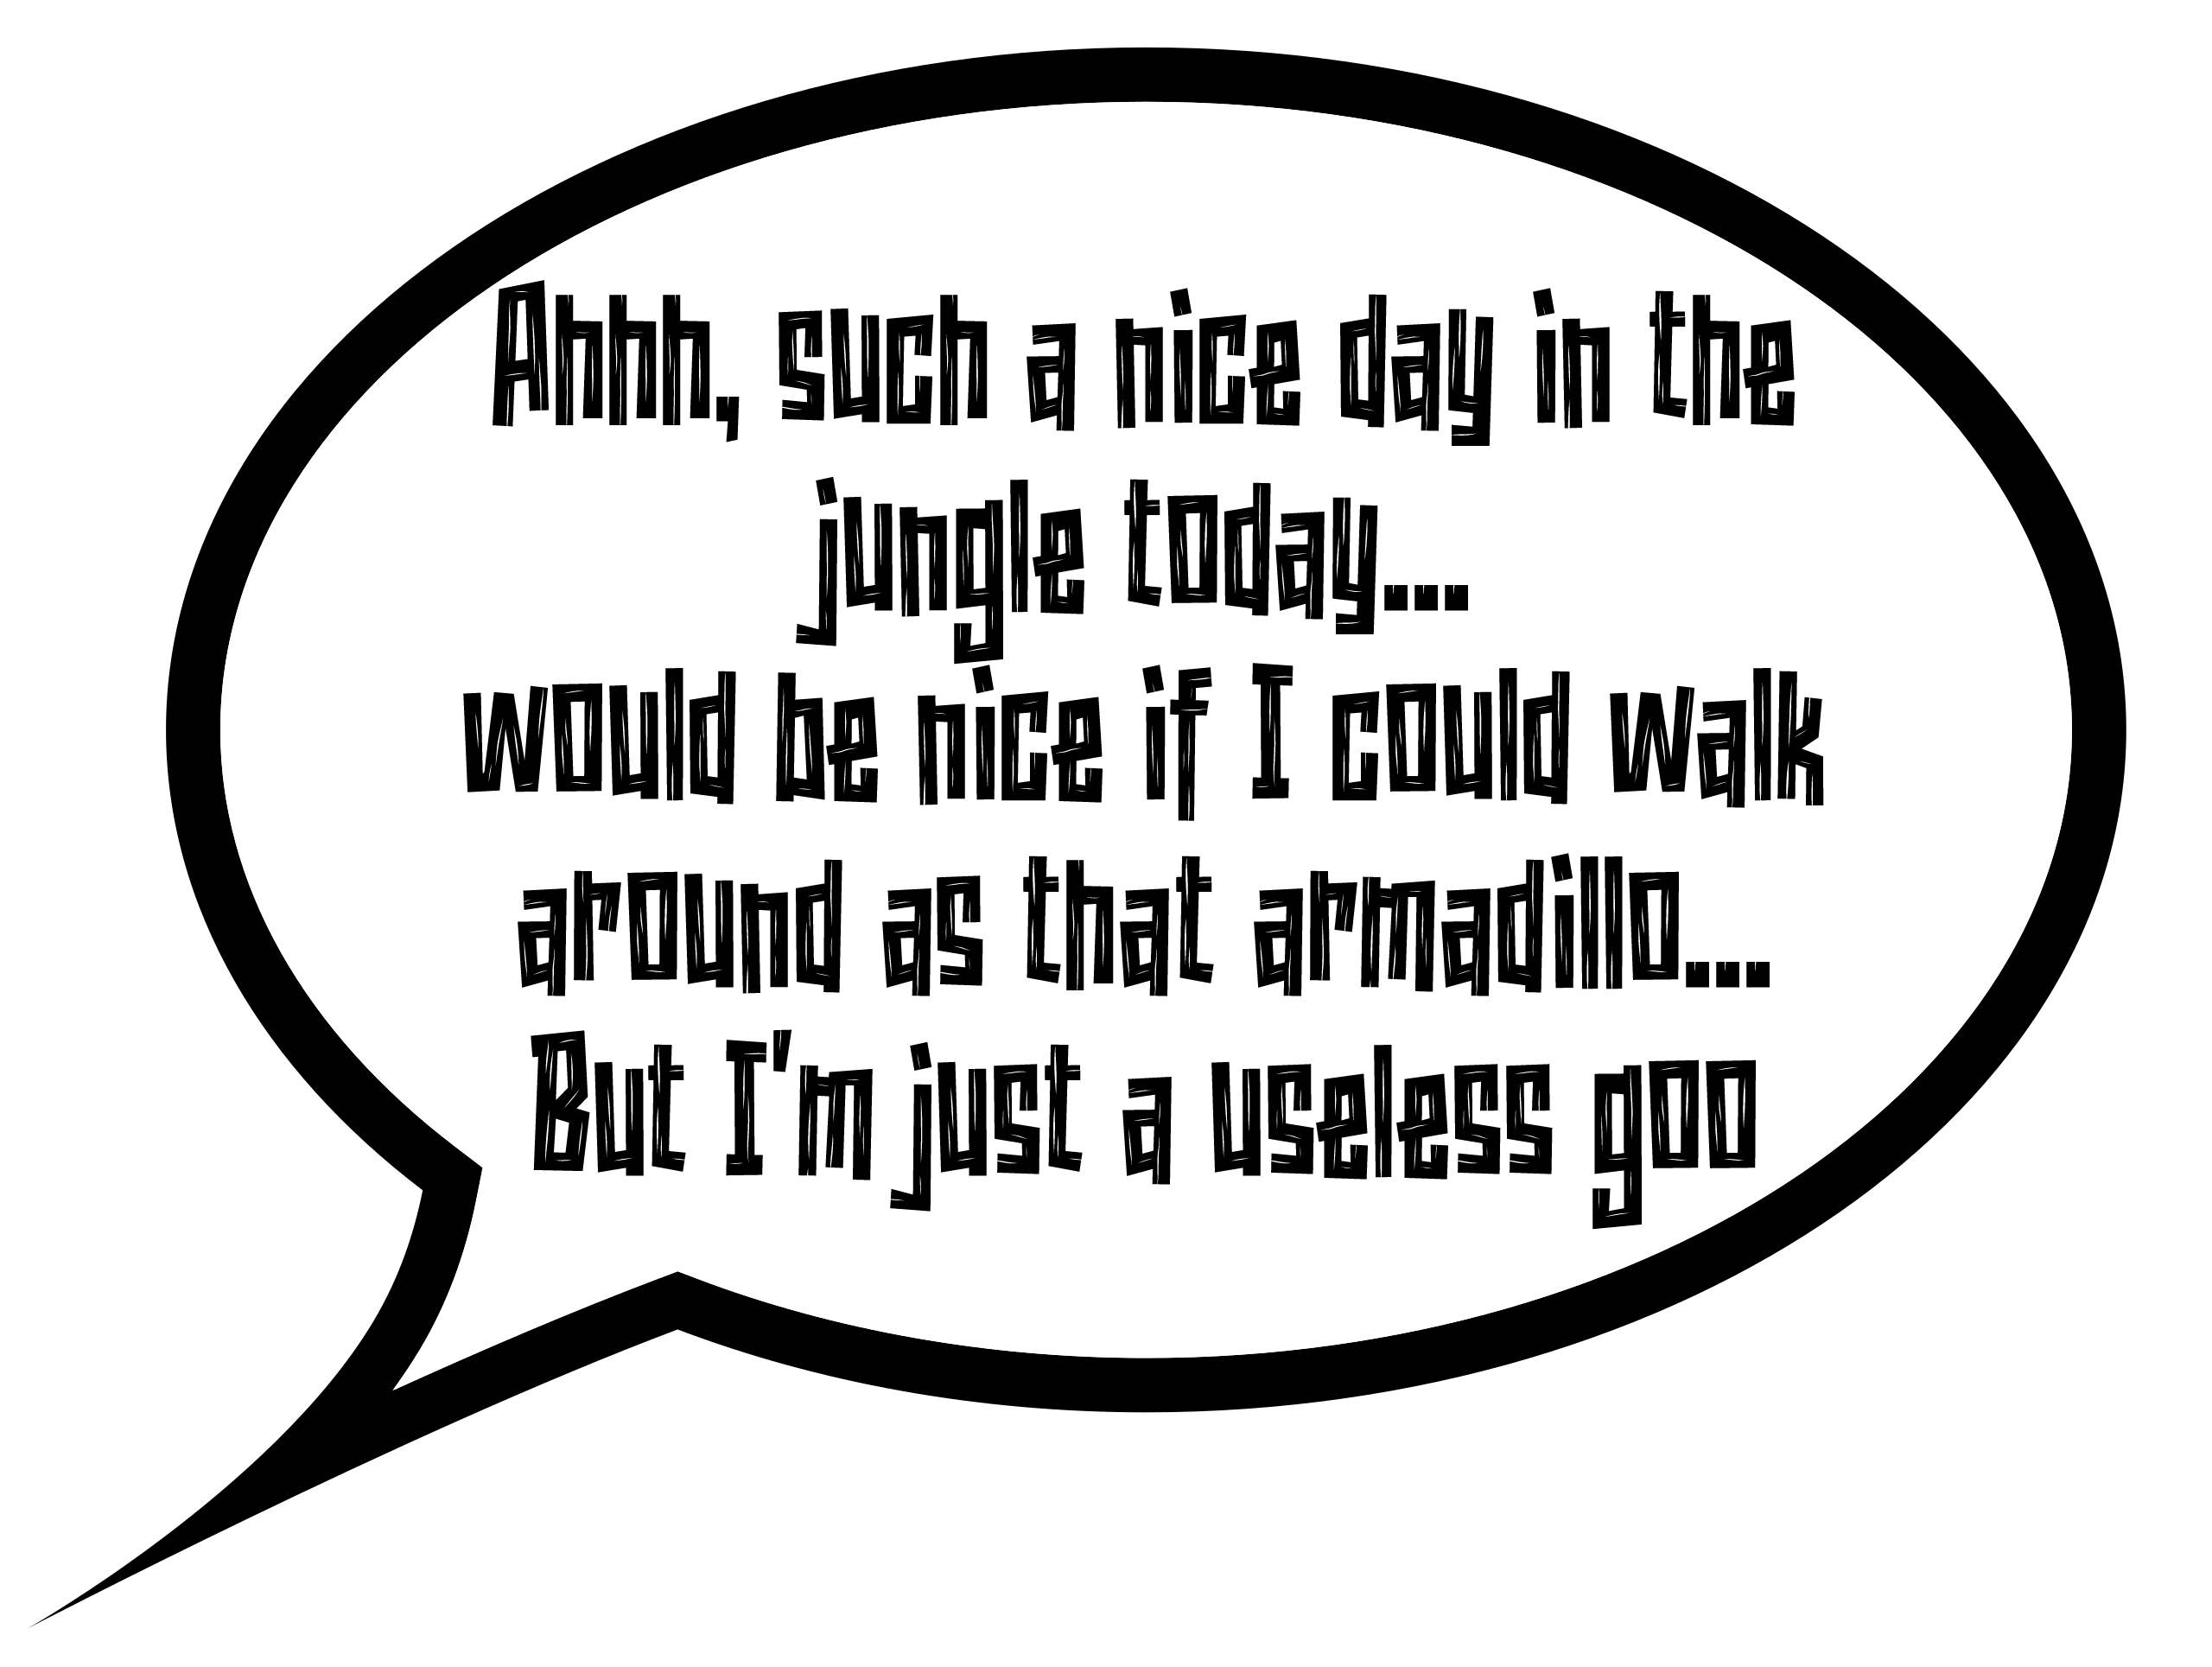 Ahhh, such a nice day in the
jungle today...
would be nice if I could walk
around as that armadillo...
But I'm just a useless goo